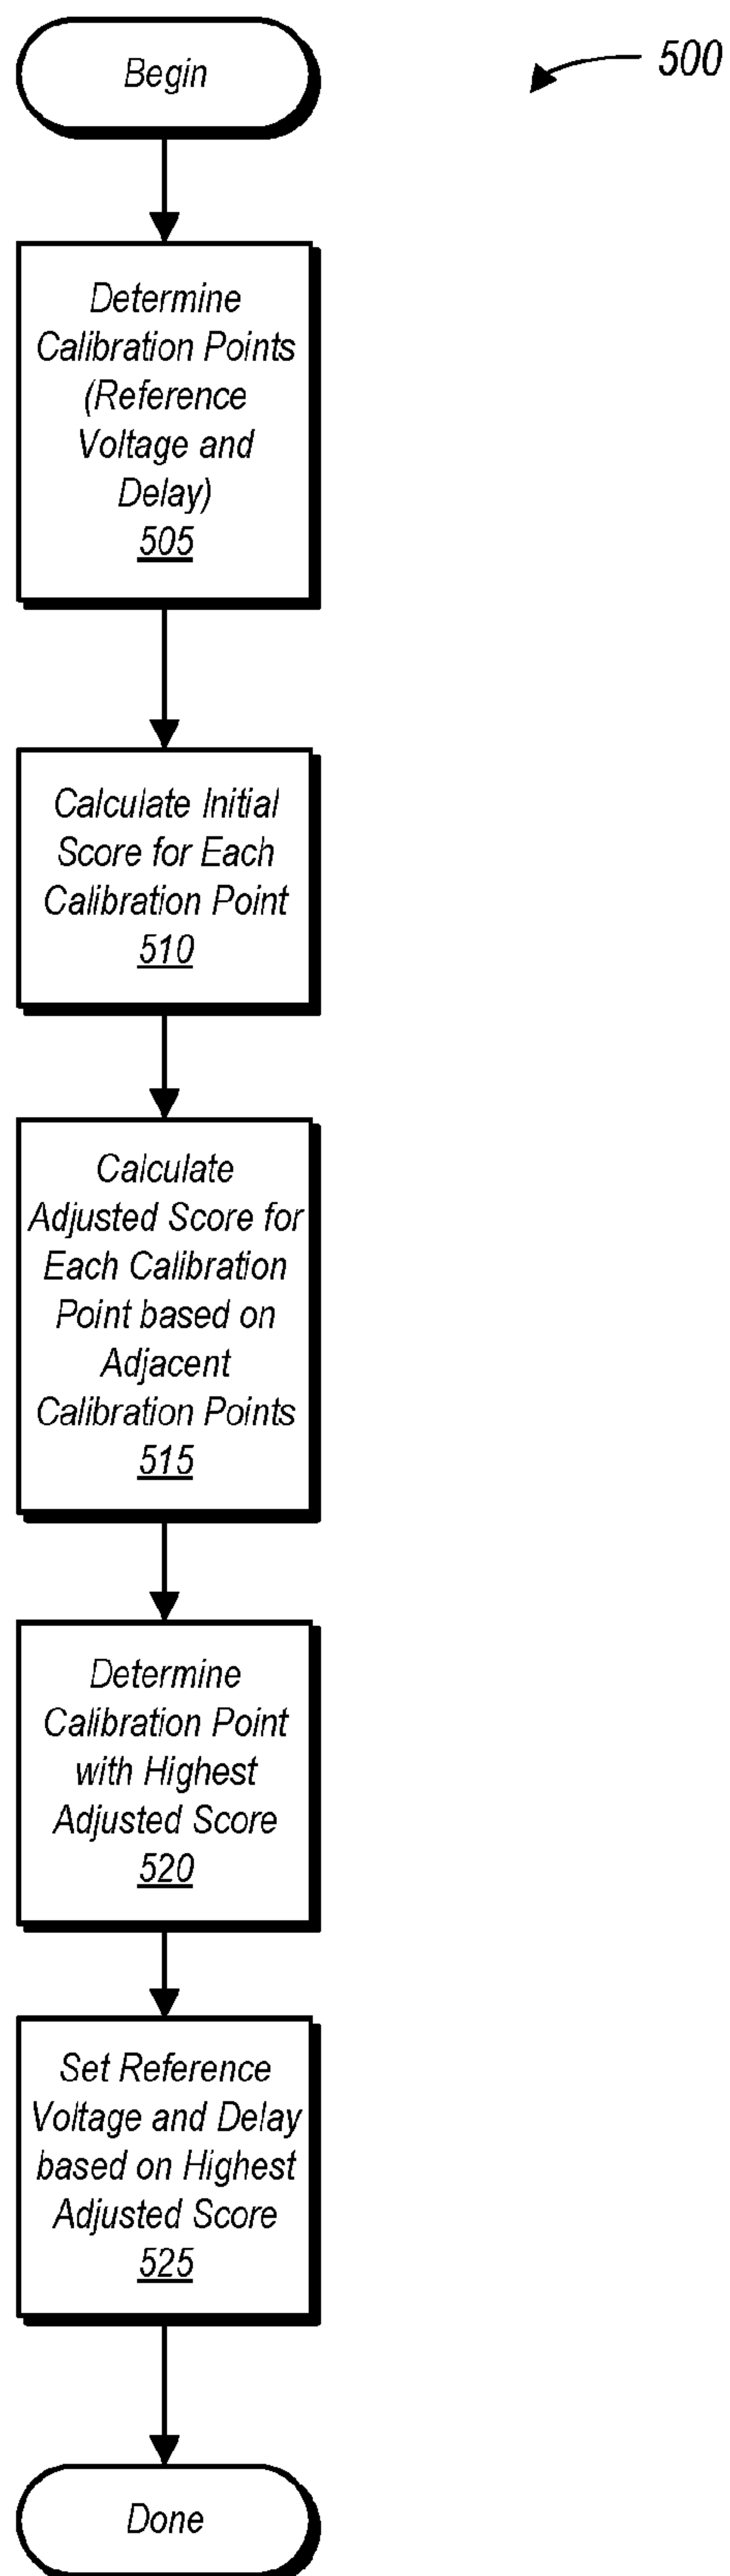 Begin
500
Determine
Calibration Points
(Reference
Voltage and
Delay)
505
Calculate Initial
Score for Each
Calibration Point
510
Calculate
Adjusted Score for
Each Calibration
Point based on
Adjacent
Calibration Points
515
Determine
Calibration Point
with Highest
Adjusted Score
520
Set Reference
Voltage and Delay
based on Highest
Adjusted Score
525
Done